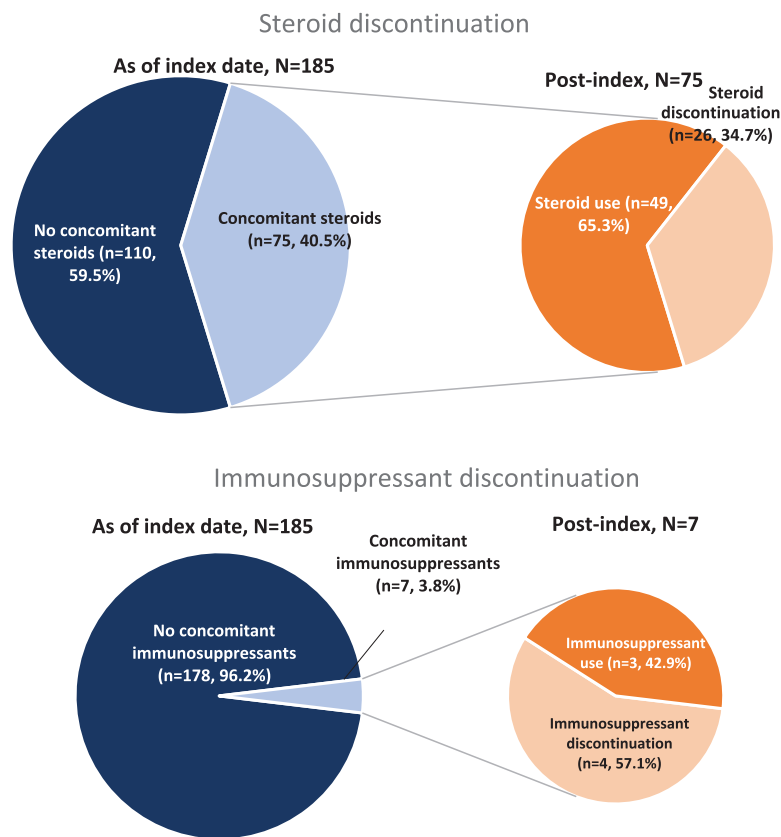 Steroid discontinuation
As of index date, N=185
Post-index, N=75
Steroid
discontinuation
(n=26, 34.7%)
No concomitant
steroids (n=110,
59.5%)
Concomitant steroids
(n=75, 40.5%)
Steroid use (n=49,
65.3%)
Immunosuppressant discontinuation
As of index date, N=185
Post-index, N=7
Concomitant
immunosuppressants
(n=7, 3.8%)
No concomitant
immunosuppressants
(n=178, 96.2%)
Immunosuppressant
use (n=3, 42.9%)
Immunosuppressant
discontinuation
(n=4, 57.1%)